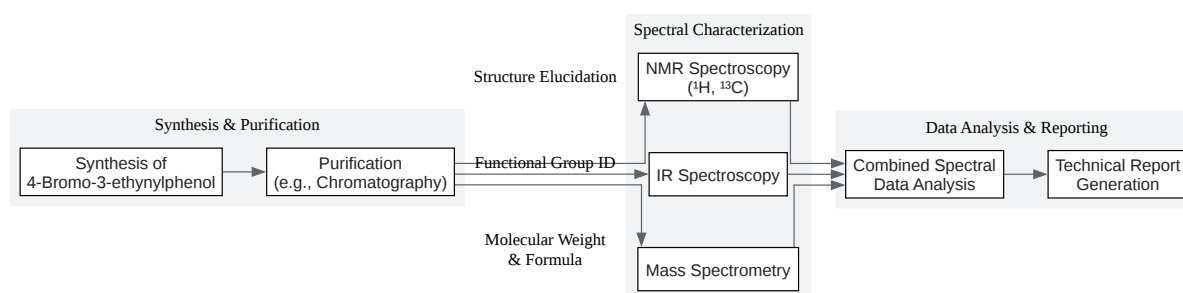 Spectral Characterization
Structure Elucidation
NMR Spectroscopy
(¹H, ¹³C)
Synthesis & Purification
Data Analysis & Reporting
Synthesis of
4-Bromo-3-ethynylphenol
Purification
(e.g., Chromatography)
Functional Group ID
IR Spectroscopy
Combined Spectral
Data Analysis
Technical Report
Generation
Molecular Weight
& Formula
Mass Spectrometry